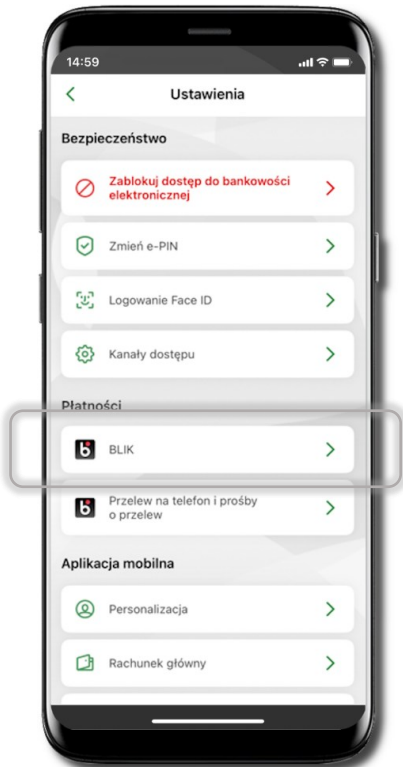 14:59
Ustawienia
Bezpieczeństwo
Zablokuj dostęp do bankowości
elektronicznej
Zmień e-PIN
Logowanie Face ID
Kanały dostępu
Płatności
BLIK
Przelew na telefon i prośby
o przelew
Aplikacja mobilna
Personalizacja
Rachunek główny